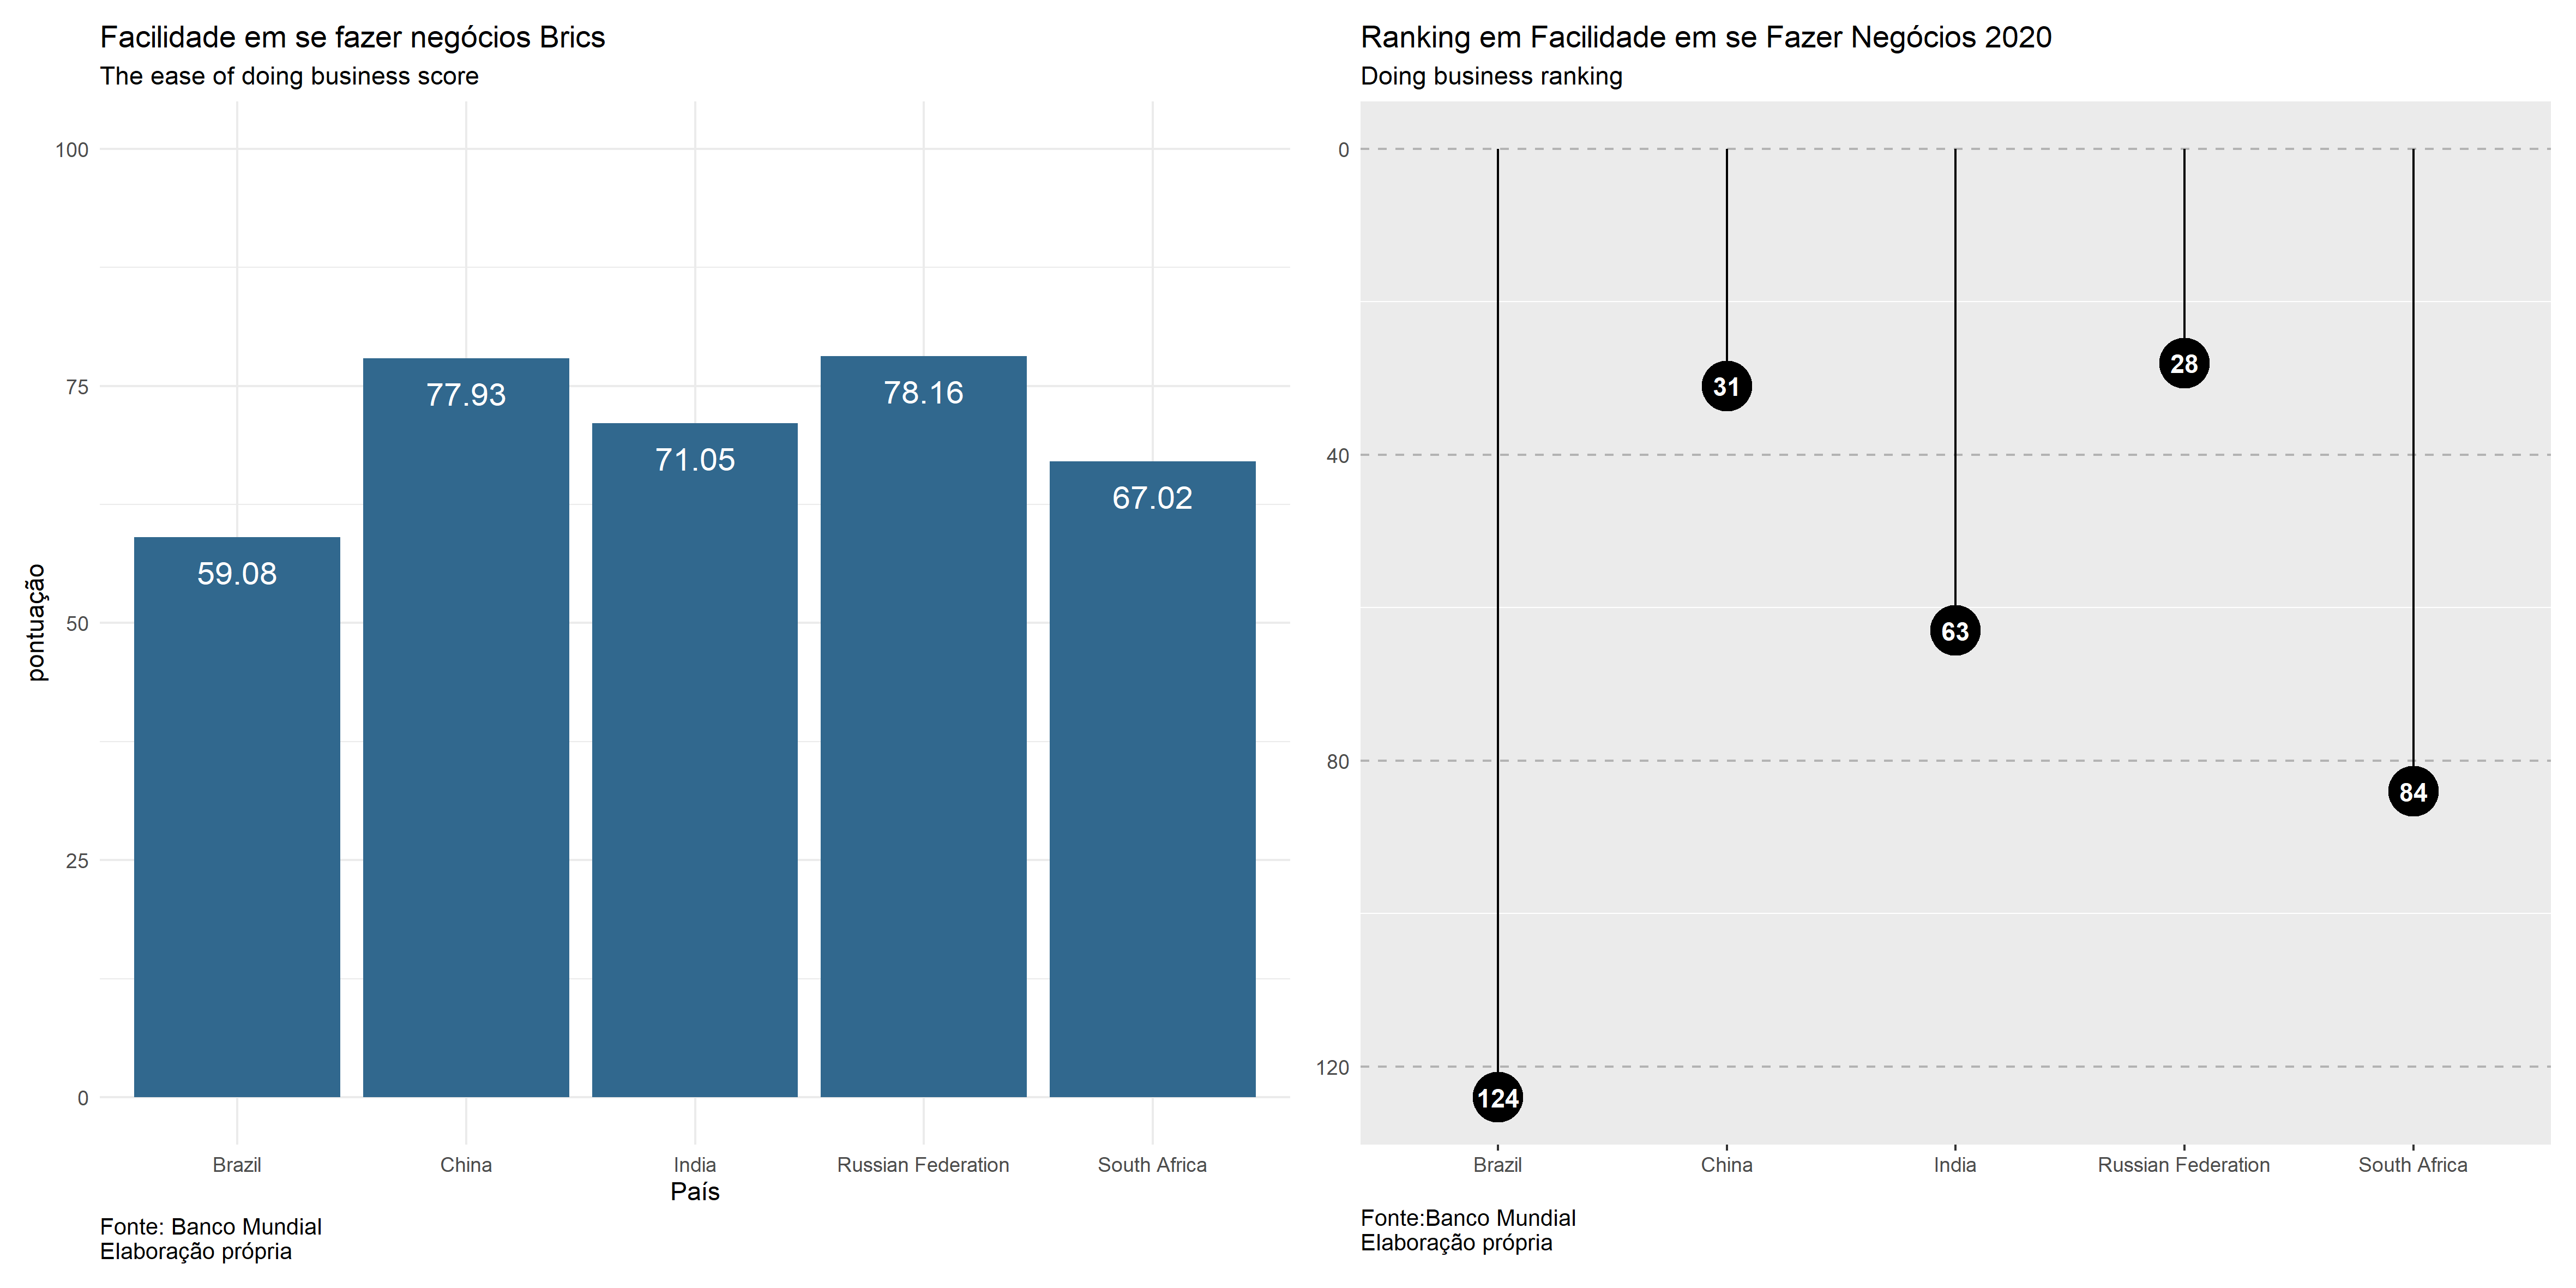 Facilidade em se fazer negócios Brics
The ease of doing business score
pontuação
100
75
50
25
0
59.08
77.93
71.05
78.16
67.02
Brazil
China
India
Russian Federation
South Africa
País
Fonte: Banco Mundial
Elaboração própria
Ranking em Facilidade em se Fazer Negócios 2020
Doing business ranking
0
40
80
120
124
31
63
28
84
Brazil
China
India
Russian Federation
South Africa
Fonte:Banco Mundial
Elaboração própria